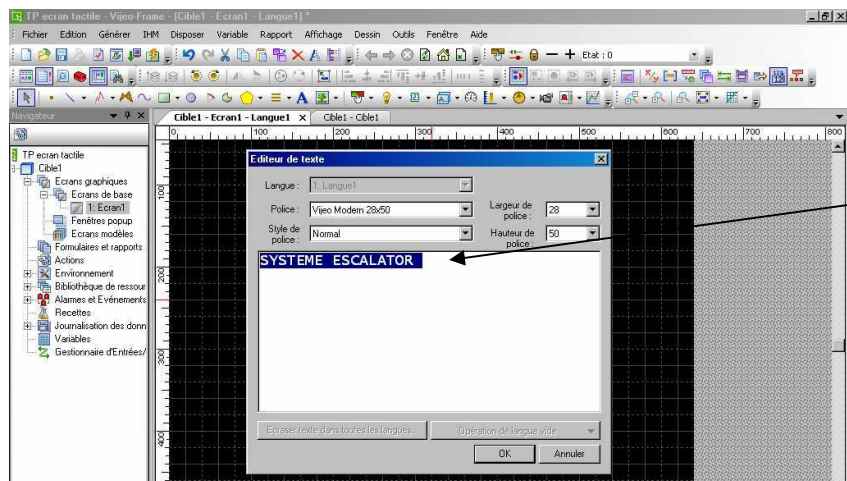 TP ecran tactile - Vijeo-Frame - [Cible1 - Ecran1 - Langue1] *
Fichier Edition Générer IHM Disposer Variable Rapport Affichage Dessin Outils Fenêtre Aide
Etat : 0
Navigateur
Cible1 - Ecran1 - Langue1
Cible1 - Cible1
0 100 200 300 400 500 600 700 800
TP ecran tactile
Cible1
Ecrans graphiques
Ecrans de base
1: Ecran1
Fenêtres popup
Ecrans modèles
Formulaires et rapports
Actions
Environnement
Bibliothèque de ressour
Alarmes et Evénements
Recettes
Journalisation des donn
Variables
Gestionnaire d'Entrées/
100
200
300
400
Editeur de texte
Langue : 1: Langue1
Police : Vijeo Modern 28x50
Largeur de police : 28
Style de police : Normal
Hauteur de police : 50
SYSTEME ESCALATOR
Ecraser texte dans toutes les langues...
Opération de langue vide
OK
Annuler